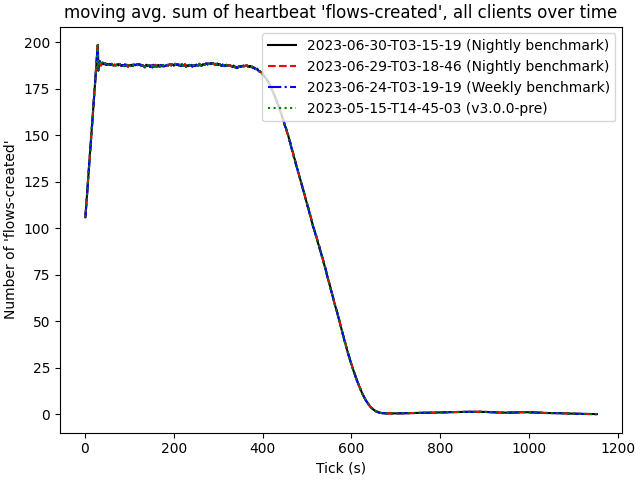 moving avg. sum of heartbeat 'flows-created', all clients over time
2023-06-30-T03-15-19 (Nightly benchmark)
2023-06-29-T03-18-46 (Nightly benchmark)
2023-06-24-T03-19-19 (Weekly benchmark)
2023-05-15-T14-45-03 (v3.0.0-pre)
Number of 'flows-created'
200
175
150
125
100
75
50
25
0
0 200 400 600 800 1000 1200
Tick (s)